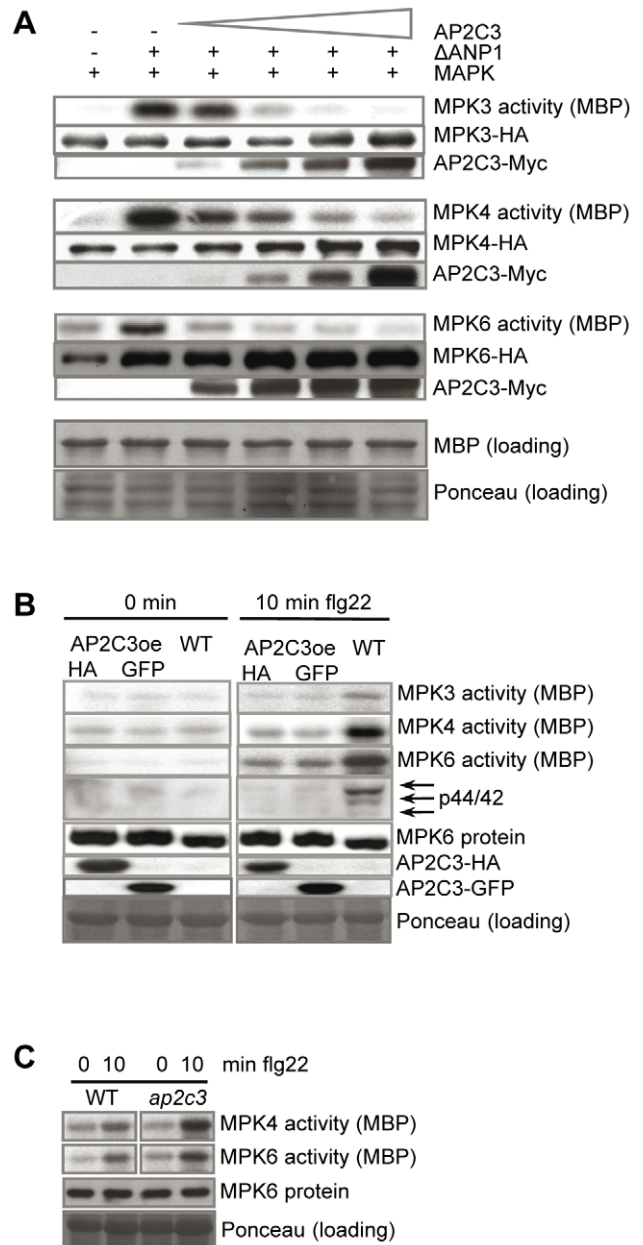 A
- - AP2C3
- + + + + + ΔANP1
+ + + + + + MAPK
MPK3 activity (MBP)
MPK3-HA
AP2C3-Myc
MPK4 activity (MBP)
MPK4-HA
AP2C3-Myc
MPK6 activity (MBP)
MPK6-HA
AP2C3-Myc
MBP (loading)
Ponceau (loading)
B
0 min 10 min flg22
AP2C3oe WT AP2C3oe WT
HA GFP HA GFP
MPK3 activity (MBP)
MPK4 activity (MBP)
MPK6 activity (MBP)
p44/42
MPK6 protein
AP2C3-HA
AP2C3-GFP
Ponceau (loading)
C
0 10 0 10 min flg22
WT ap2c3
MPK4 activity (MBP)
MPK6 activity (MBP)
MPK6 protein
Ponceau (loading)